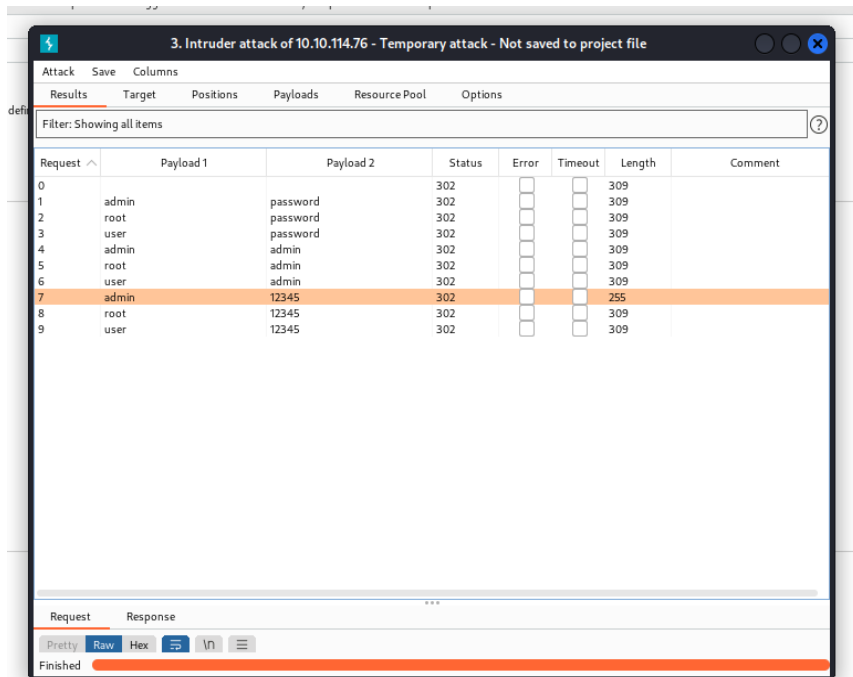 3. Intruder attack of 10.10.114.76 - Temporary attack - Not saved to project file
Attack Save Columns
Results Target Positions Payloads Resource Pool Options
defi
Filter: Showing all items ?
Request Payload 1 Payload 2 Status Error Timeout Length Comment
0 302 309
1 admin password 302 309
2 root password 302 309
3 user password 302 309
4 admin admin 302 309
5 root admin 302 309
6 user admin 302 309
7 admin 12345 302 255
8 root 12345 302 309
9 user 12345 302 309
Request Response
Pretty Raw Hex \n
Finished